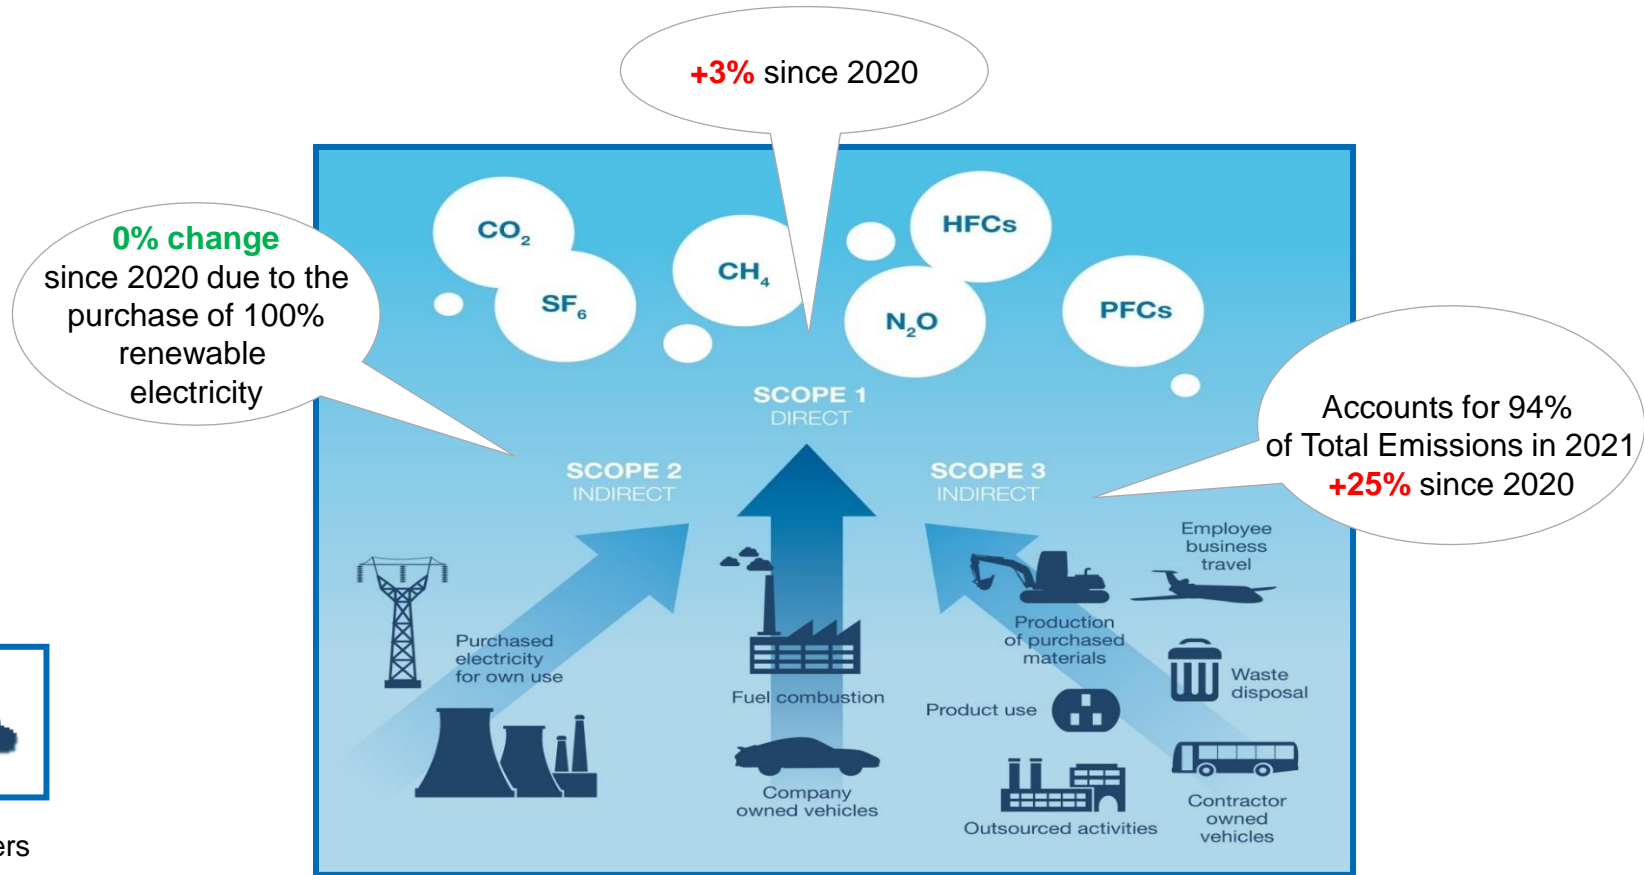 +3% since 2020
0% change
since 2020 due to the
purchase of 100%
renewable
electricity
CO₂
SF₆
CH₄
HFCs
N₂O
PFCs
Accounts for 94%
of Total Emissions in 2021
+25% since 2020
SCOPE 1
DIRECT
SCOPE 2
INDIRECT
SCOPE 3
INDIRECT
Purchased
electricity
for own use
Fuel combustion
Company
owned vehicles
Employee
business
travel
Production
of purchased
materials
Waste
disposal
Product use
Outsourced activities
Contractor
owned
vehicles
ers